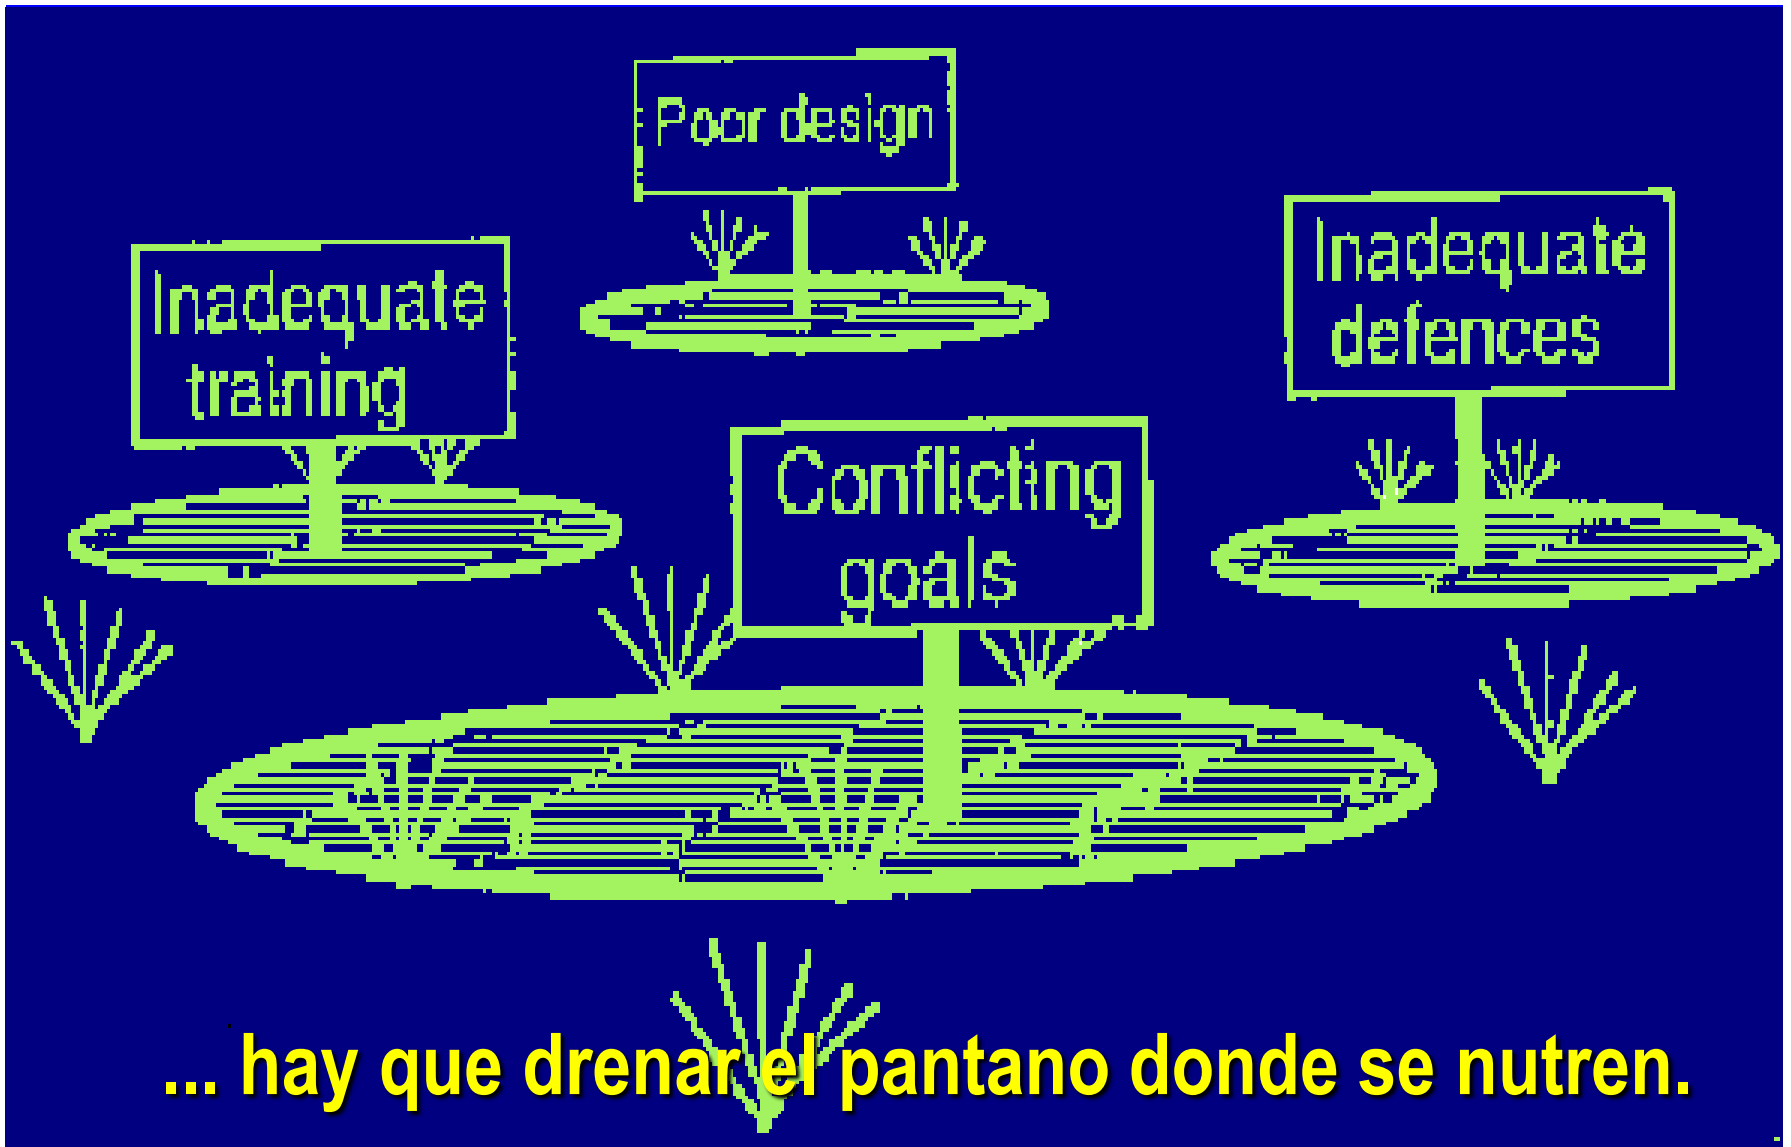 Poor design
Inadequate
training
Inadequate
defences
Conflicting
goals
... hay que drenar el pantano donde se nutren.